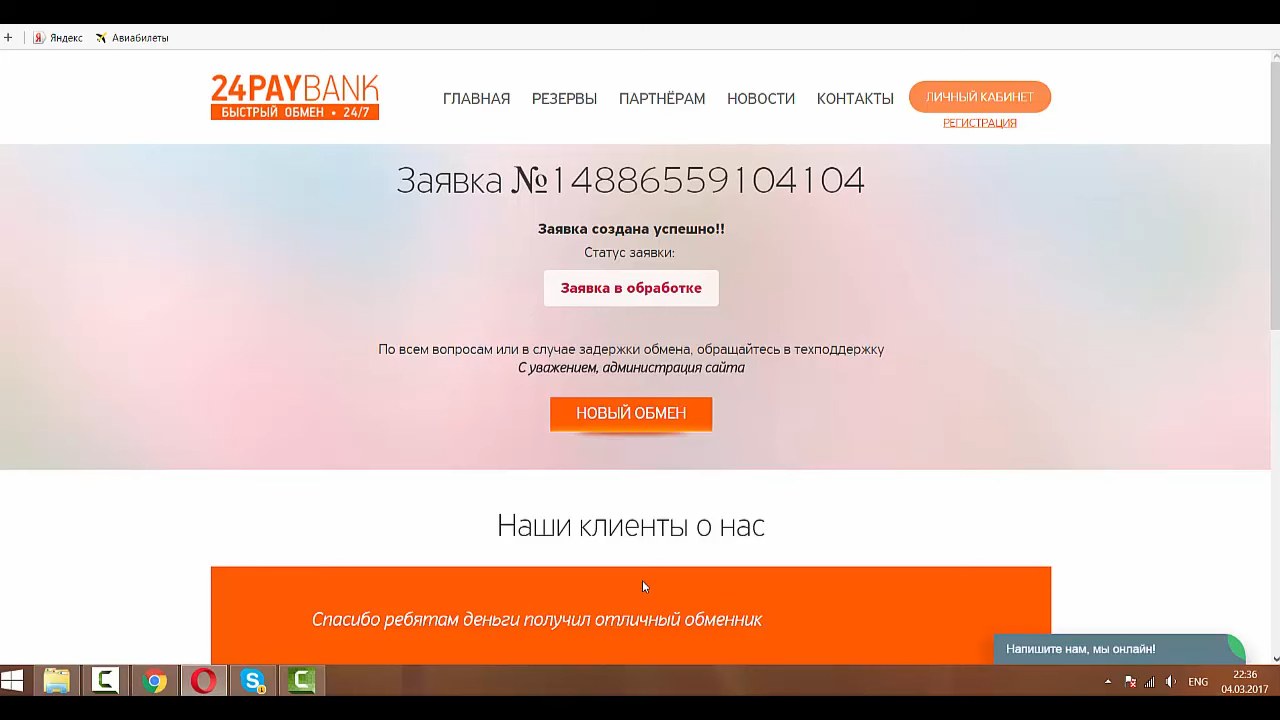 + Яндекс Авиабилеты
24PAYBANK
БЫСТРЫЙ ОБМЕН • 24/7
ГЛАВНАЯ РЕЗЕРВЫ ПАРТНЁРАМ НОВОСТИ КОНТАКТЫ
ЛИЧНЫЙ КАБИНЕТ
РЕГИСТРАЦИЯ
Заявка №14886559104104
Заявка создана успешно!!
Статус заявки:
Заявка в обработке
По всем вопросам или в случае задержки обмена, обращайтесь в техподдержку
С уважением, администрация сайта
НОВЫЙ ОБМЕН
Наши клиенты о нас
Спасибо ребятам деньги получил отличный обменник
Напишите нам, мы онлайн!
ENG
22:36
04.03.2017